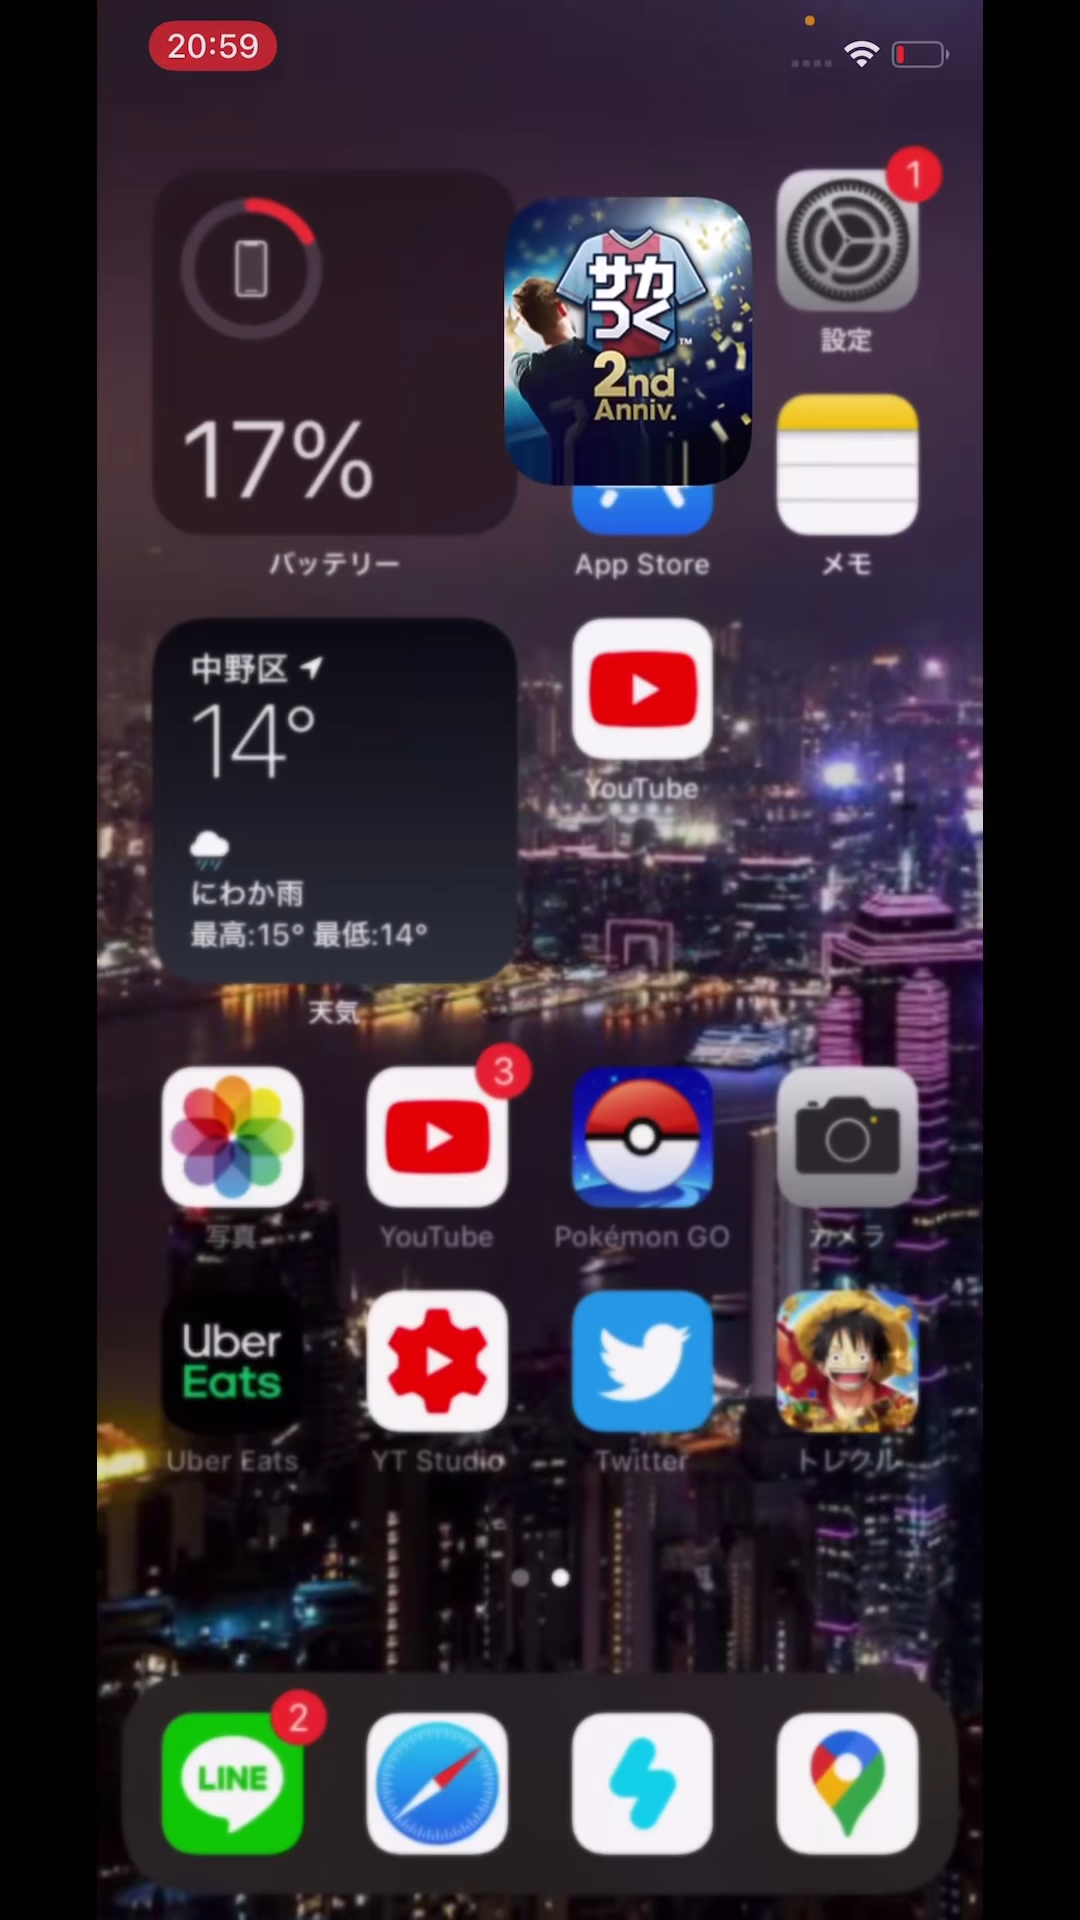 20:59
1
サカ
つく
™
2nd
Anniv.
設定
17%
バッテリー
App Store
メモ
中野区
14°
にわか雨
最高:15° 最低:14°
天気
YouTube
3
写真
YouTube
Pokémon GO
カメラ
Uber
Eats
Uber Eats
YT Studio
Twitter
トレクル
2
LINE